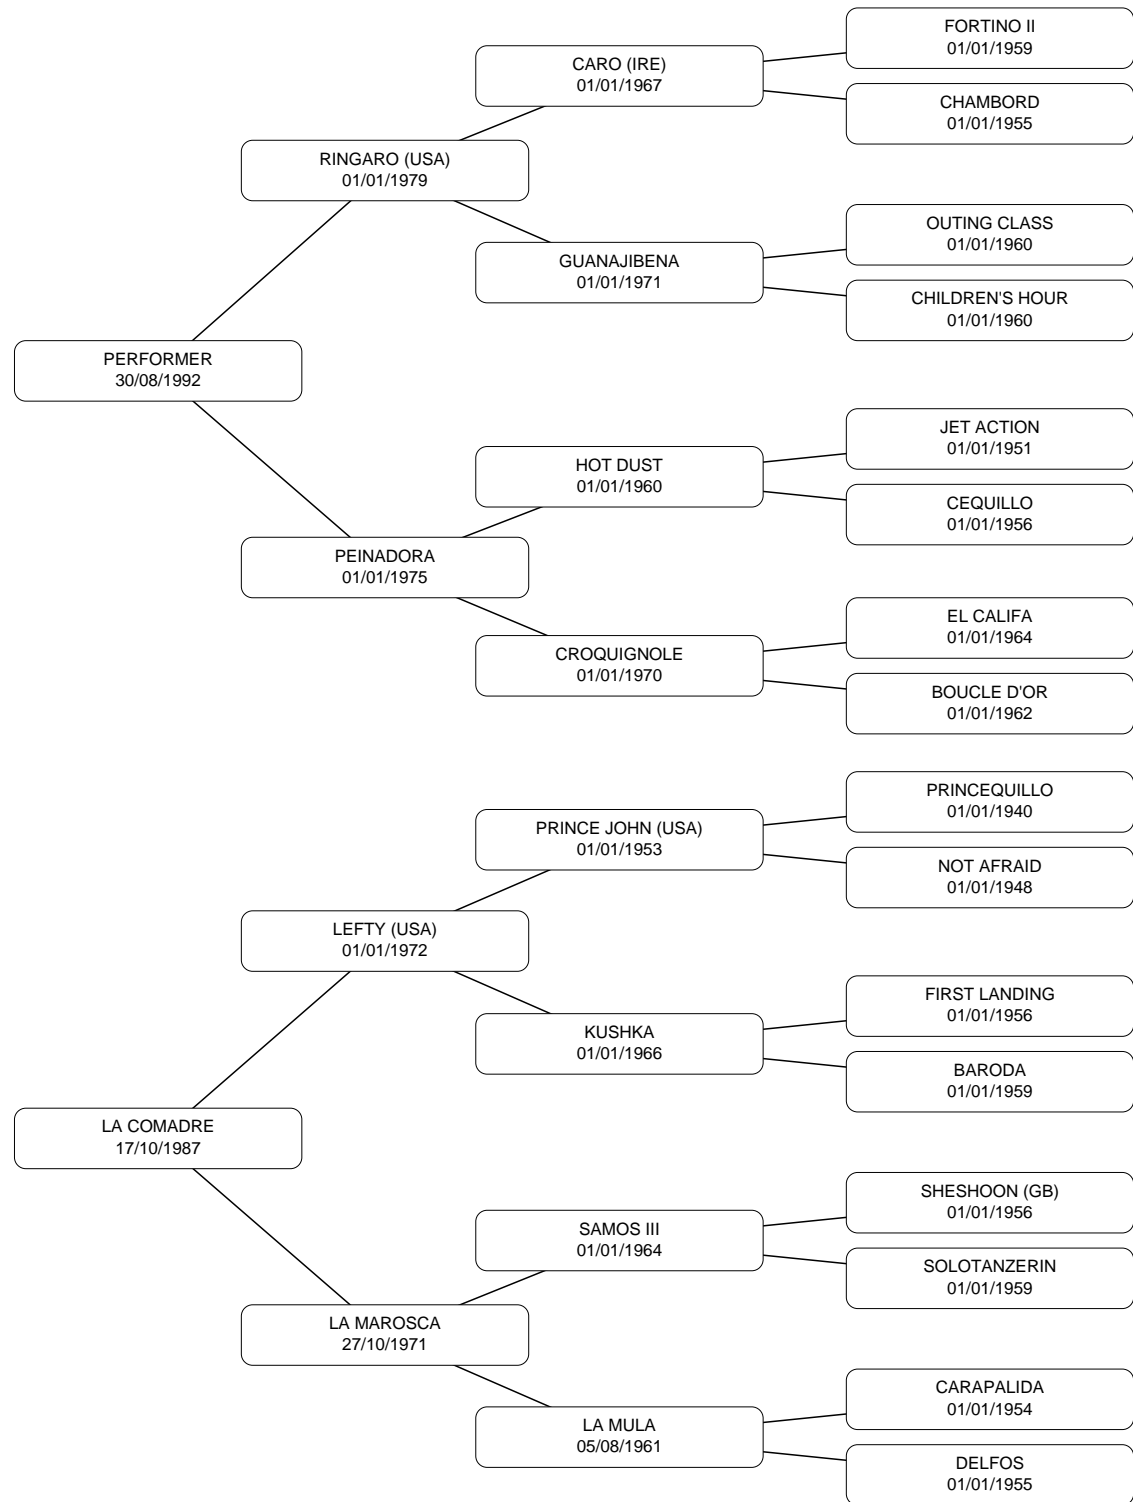 FORTINO II
01/01/1959
CARO (IRE)
01/01/1967
CHAMBORD
01/01/1955
RINGARO (USA)
01/01/1979
OUTING CLASS
01/01/1960
GUANAJIBENA
01/01/1971
CHILDREN'S HOUR
01/01/1960
PERFORMER
30/08/1992
JET ACTION
01/01/1951
HOT DUST
01/01/1960
CEQUILLO
01/01/1956
PEINADORA
01/01/1975
EL CALIFA
01/01/1964
CROQUIGNOLE
01/01/1970
BOUCLE D'OR
01/01/1962
PRINCEQUILLO
01/01/1940
PRINCE JOHN (USA)
01/01/1953
NOT AFRAID
01/01/1948
LEFTY (USA)
01/01/1972
FIRST LANDING
01/01/1956
KUSHKA
01/01/1966
BARODA
01/01/1959
LA COMADRE
17/10/1987
SHESHOON (GB)
01/01/1956
SAMOS III
01/01/1964
SOLOTANZERIN
01/01/1959
LA MAROSCA
27/10/1971
CARAPALIDA
01/01/1954
LA MULA
05/08/1961
DELFOS
01/01/1955